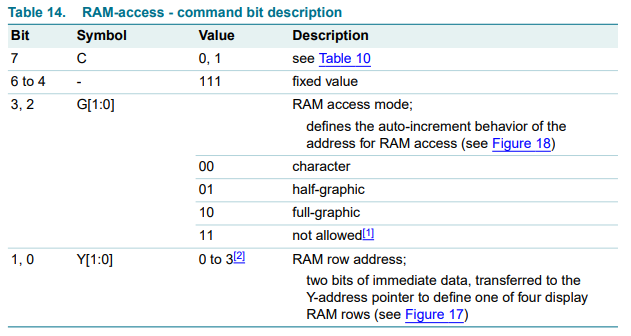 Table 14. RAM-access - command bit description
Bit Symbol Value Description
7 C 0, 1 see Table 10
6 to 4 - 111 fixed value
3, 2 G[1:0] RAM access mode;
defines the auto-increment behavior of the
address for RAM access (see Figure 18)
00 character
01 half-graphic
10 full-graphic
11 not allowed[1]
1, 0 Y[1:0] 0 to 3[2] RAM row address;
two bits of immediate data, transferred to the
Y-address pointer to define one of four display
RAM rows (see Figure 17)